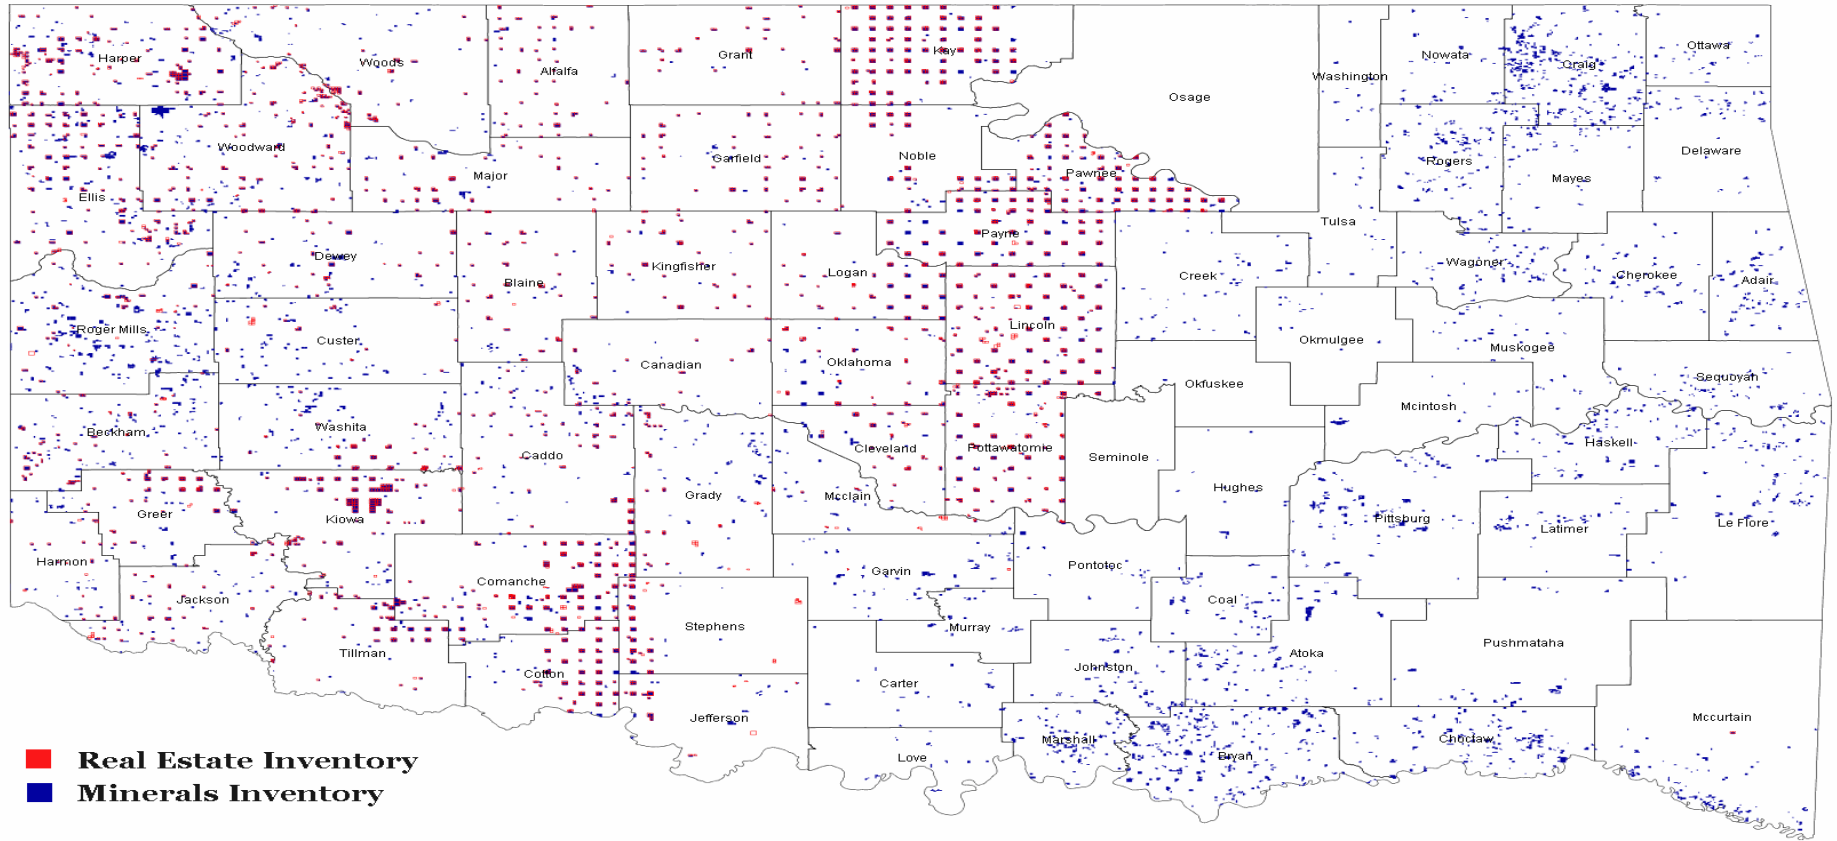 Harper
Woods
Alfalfa
Grant
Kay
Osage
Washington
Nowata
Craig
Ottawa
Woodward
Ellis
Major
Garfield
Noble
Pawnee
Rogers
Mayes
Delaware
Dewey
Blaine
Kingfisher
Logan
Payne
Creek
Tulsa
Wagoner
Cherokee
Adair
Roger Mills
Custer
Canadian
Oklahoma
Lincoln
Okmulgee
Muskogee
Okfuskee
Sequoyah
Beckham
Washita
Caddo
Cleveland
Pottawatomie
Seminole
Mcintosh
Haskell
Greer
Kiowa
Grady
Mcclain
Hughes
Pittsburg
Latimer
Le Flore
Harmon
Jackson
Comanche
Garvin
Pontotoc
Coal
Tillman
Stephens
Murray
Atoka
Pushmataha
Cotton
Carter
Johnston
Jefferson
Love
Marshall
Bryan
Choctaw
Mccurtain
Real Estate Inventory
Minerals Inventory